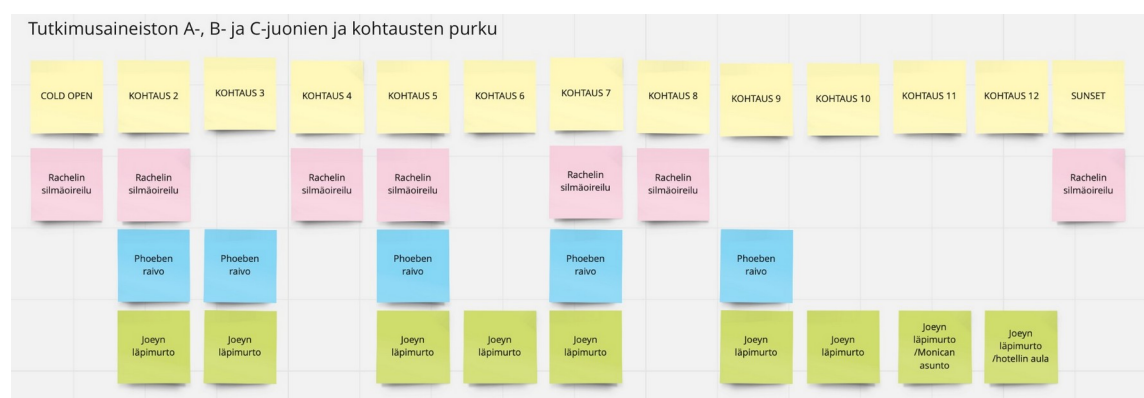 Tutkimusaineiston A-, B- ja C-juonien ja kohtausten purku
COLD OPEN
KOHTAUS 2
KOHTAUS 3
KOHTAUS 4
KOHTAUS 5
KOHTAUS 6
KOHTAUS 7
KOHTAUS 8
KOHTAUS 9
KOHTAUS 10
KOHTAUS 11
KOHTAUS 12
SUNSET
Rachelin
silmäoireilu
Rachelin
silmäoireilu
Rachelin
silmäoireilu
Rachelin
silmäoireilu
Rachelin
silmäoireilu
Rachelin
silmäoireilu
Rachelin
silmäoireilu
Phoeben
raivo
Phoeben
raivo
Phoeben
raivo
Phoeben
raivo
Phoeben
raivo
Joeyn
läpimurto
Joeyn
läpimurto
Joeyn
läpimurto
Joeyn
läpimurto
Joeyn
läpimurto
Joeyn
läpimurto
Joeyn
läpimurto
Joeyn
läpimurto
/Monican
asunto
Joeyn
läpimurto
/hotellin aula